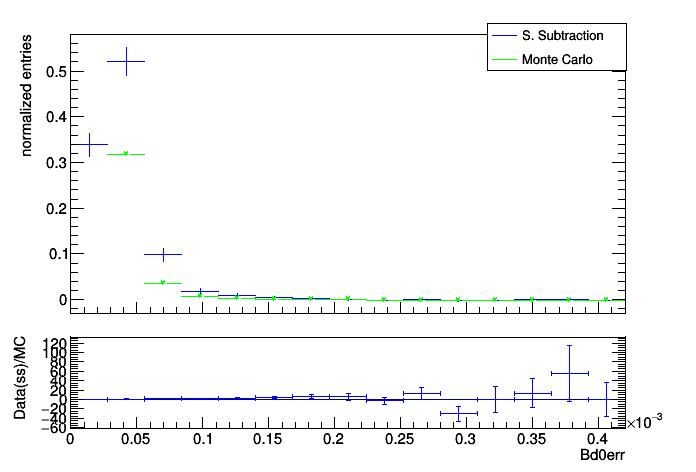 S. Subtraction
Monte Carlo
normalized entries
0.5
0.4
0.3
0.2
0.1
0
Data(ss)/MC
120
100
80
60
40
20
0
−20
−40
−60
0 0.05 0.1 0.15 0.2 0.25 0.3 0.35 0.4
×10⁻³
Bd0err